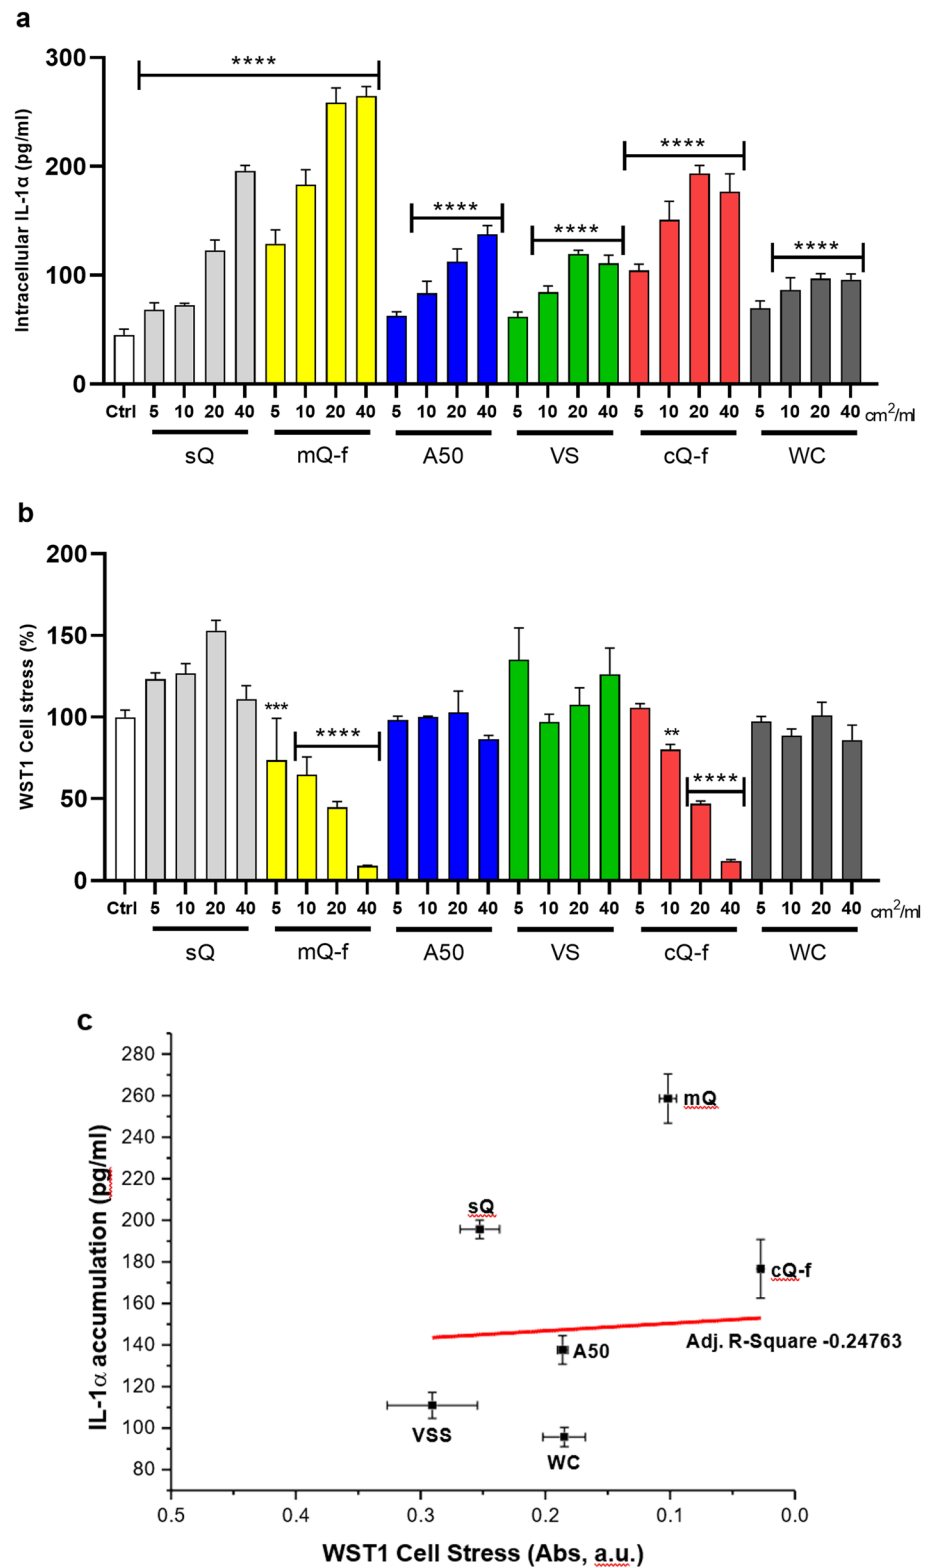 a
300
****
Intracellular IL-1α (pg/ml)
****
200
****
****
****
100
0
Ctrl 5 10 20 40 5 10 20 40 5 10 20 40 5 10 20 40 5 10 20 40 5 10 20 40 cm²/ml
sQ mQ-f A50 VS cQ-f WC
b
200
WST1 Cell stress (%)
150
***
****
**
****
100
50
0
Ctrl 5 10 20 40 5 10 20 40 5 10 20 40 5 10 20 40 5 10 20 40 5 10 20 40 cm²/ml
sQ mQ-f A50 VS cQ-f WC
c
IL-1α accumulation (pg/ml)
280
260
mQ
240
220
sQ
200
180
cQ-f
160
Adj. R-Square -0.24763
140
A50
120
VSS
100
WC
80
0.5 0.4 0.3 0.2 0.1 0.0
WST1 Cell Stress (Abs, a.u.)